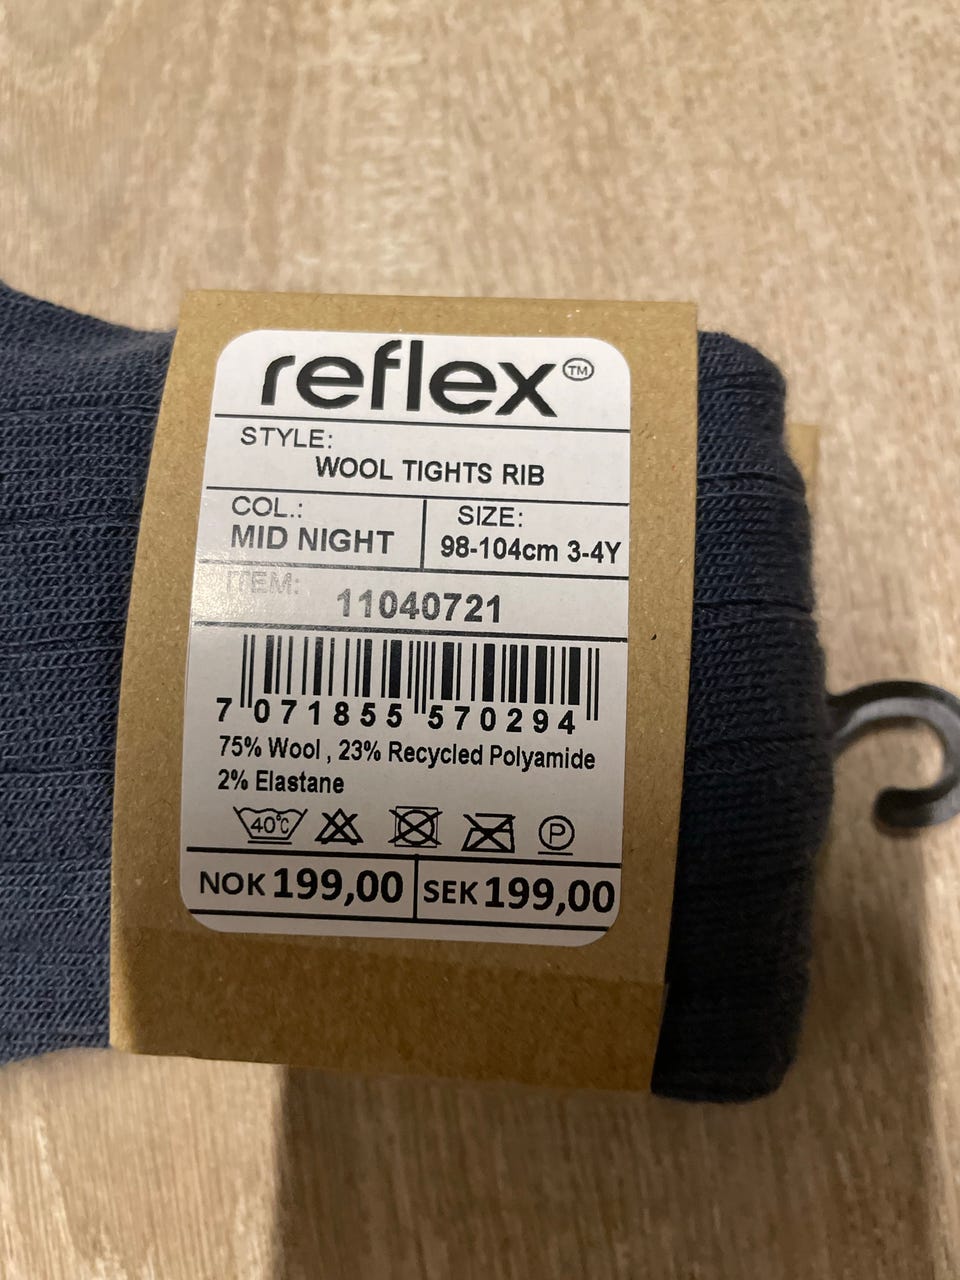 reflex™
STYLE:
WOOL TIGHTS RIB
COL.:
MID NIGHT
SIZE:
98-104cm 3-4Y
ITEM:
11040721
7 071855 570294
75% Wool , 23% Recycled Polyamide
2% Elastane
40°C
P
NOK 199,00
SEK 199,00